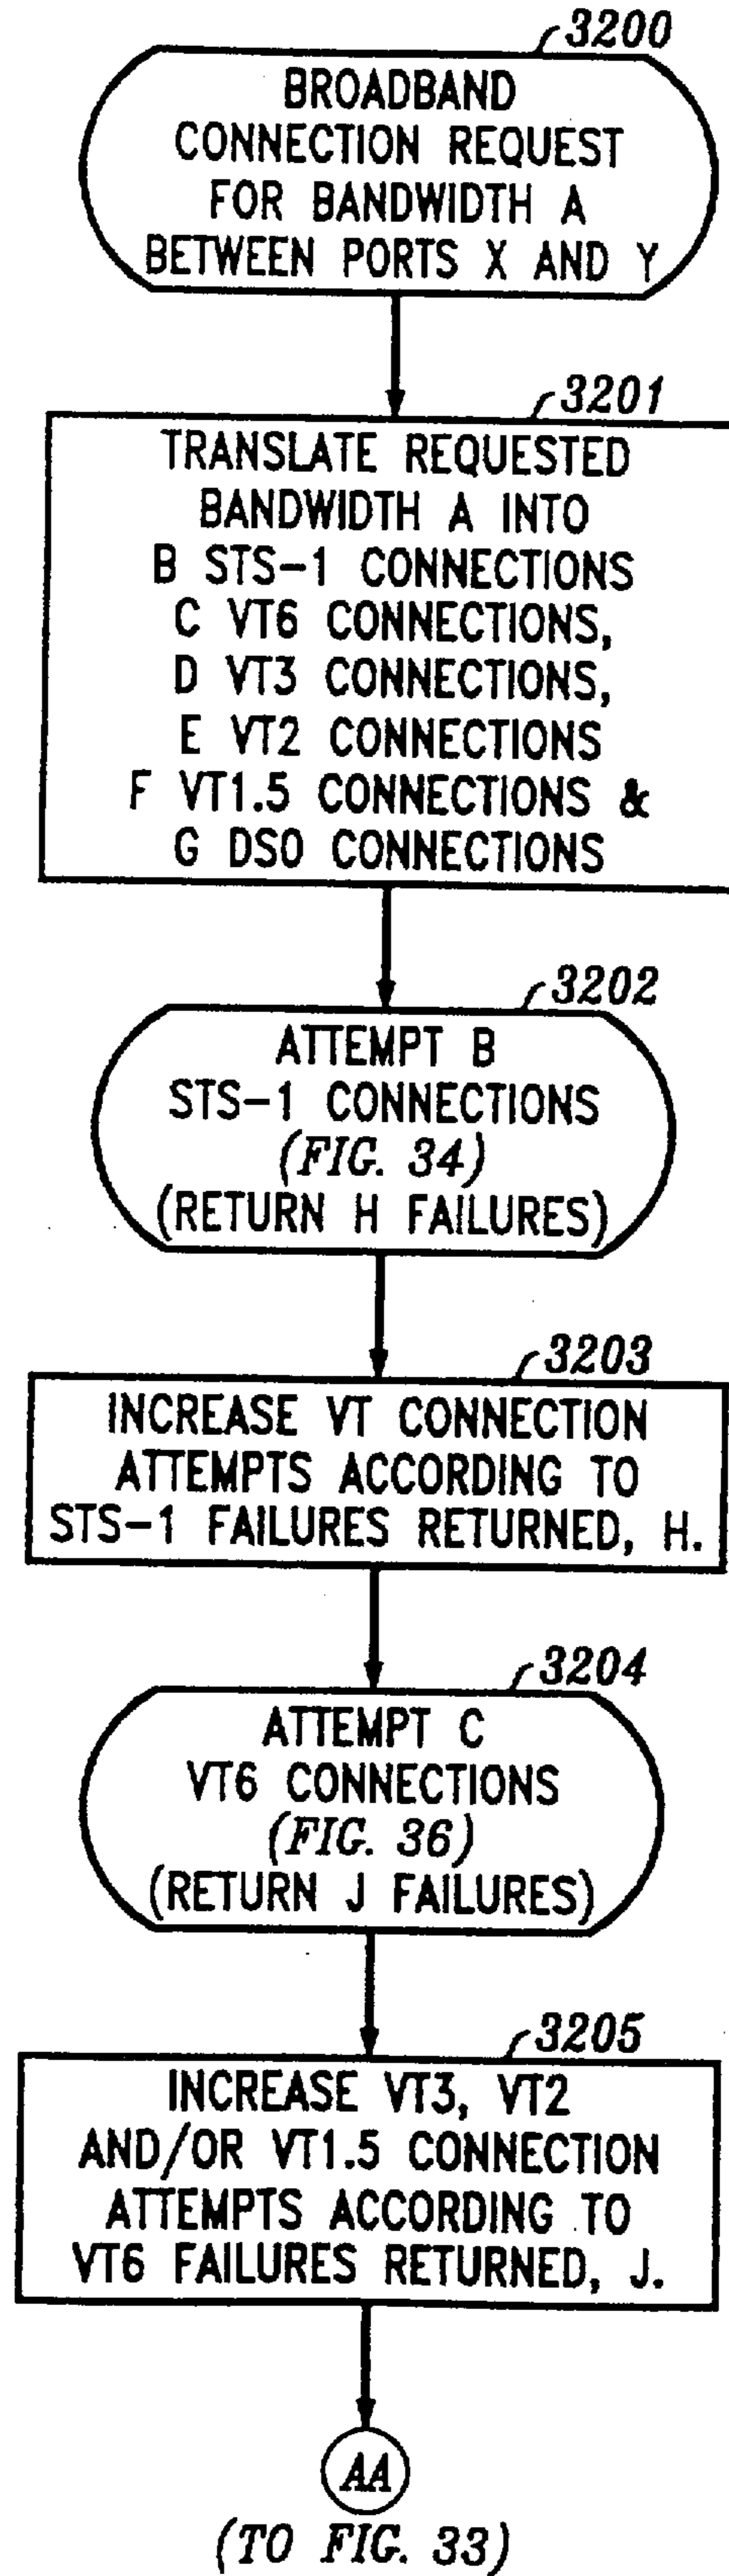 3200
BROADBAND
CONNECTION REQUEST
FOR BANDWIDTH A
BETWEEN PORTS X AND Y
3201
TRANSLATE REQUESTED
BANDWIDTH A INTO
B STS-1 CONNECTIONS
C VT6 CONNECTIONS,
D VT3 CONNECTIONS,
E VT2 CONNECTIONS
F VT1.5 CONNECTIONS &
G DS0 CONNECTIONS
3202
ATTEMPT B
STS-1 CONNECTIONS
(FIG. 34)
(RETURN H FAILURES)
3203
INCREASE VT CONNECTION
ATTEMPTS ACCORDING TO
STS-1 FAILURES RETURNED, H.
3204
ATTEMPT C
VT6 CONNECTIONS
(FIG. 36)
(RETURN J FAILURES)
3205
INCREASE VT3, VT2
AND/OR VT1.5 CONNECTION
ATTEMPTS ACCORDING TO
VT6 FAILURES RETURNED, J.
AA
(TO FIG. 33)